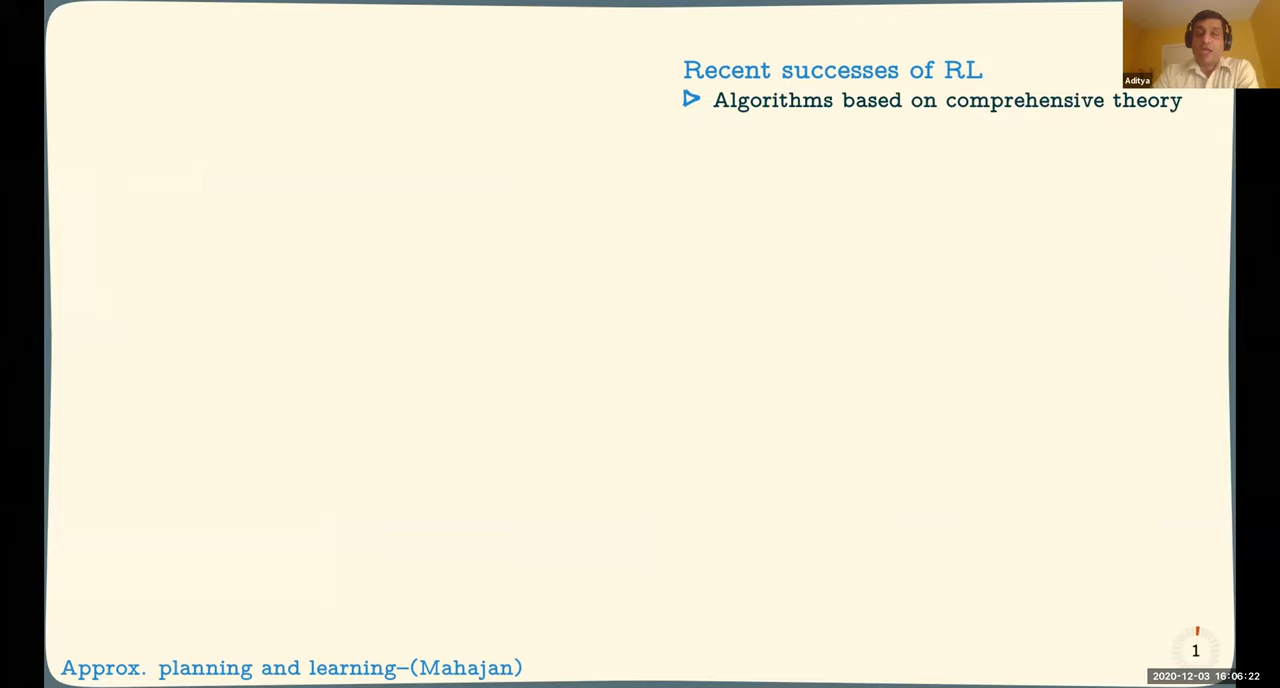 Recent successes of RL
Algorithms based on comprehensive theory
Aditya
1
Approx. planning and learning—(Mahajan)
2020-12-03 16:06:22